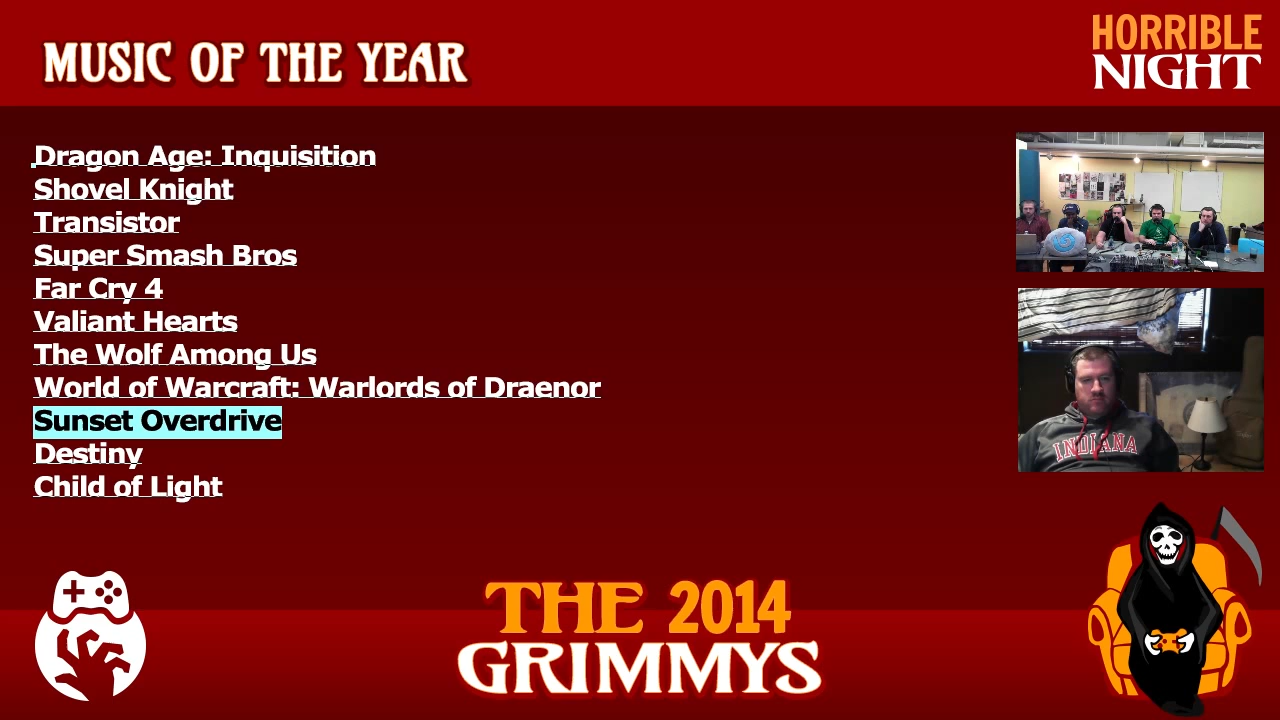 MUSIC OF THE YEAR
HORRIBLE
NIGHT
Dragon Age: Inquisition
Shovel Knight
Transistor
Super Smash Bros
Far Cry 4
Valiant Hearts
The Wolf Among Us
World of Warcraft: Warlords of Draenor
Sunset Overdrive
Destiny
Child of Light
INDIANA
THE 2014
GRIMMYS